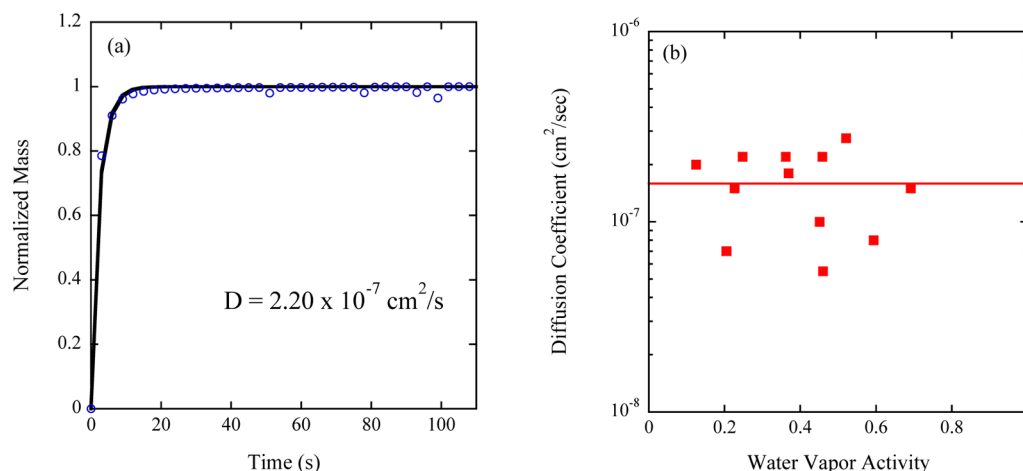 (a)
1.2
1
0.8
0.6
0.4
0.2
0
Normalized Mass
D = 2.20 x 10⁻⁷ cm²/s
0 20 40 60 80 100
Time (s)
(b)
10⁻⁶
10⁻⁷
10⁻⁸
Diffusion Coefficient (cm²/sec)
0 0.2 0.4 0.6 0.8
Water Vapor Activity